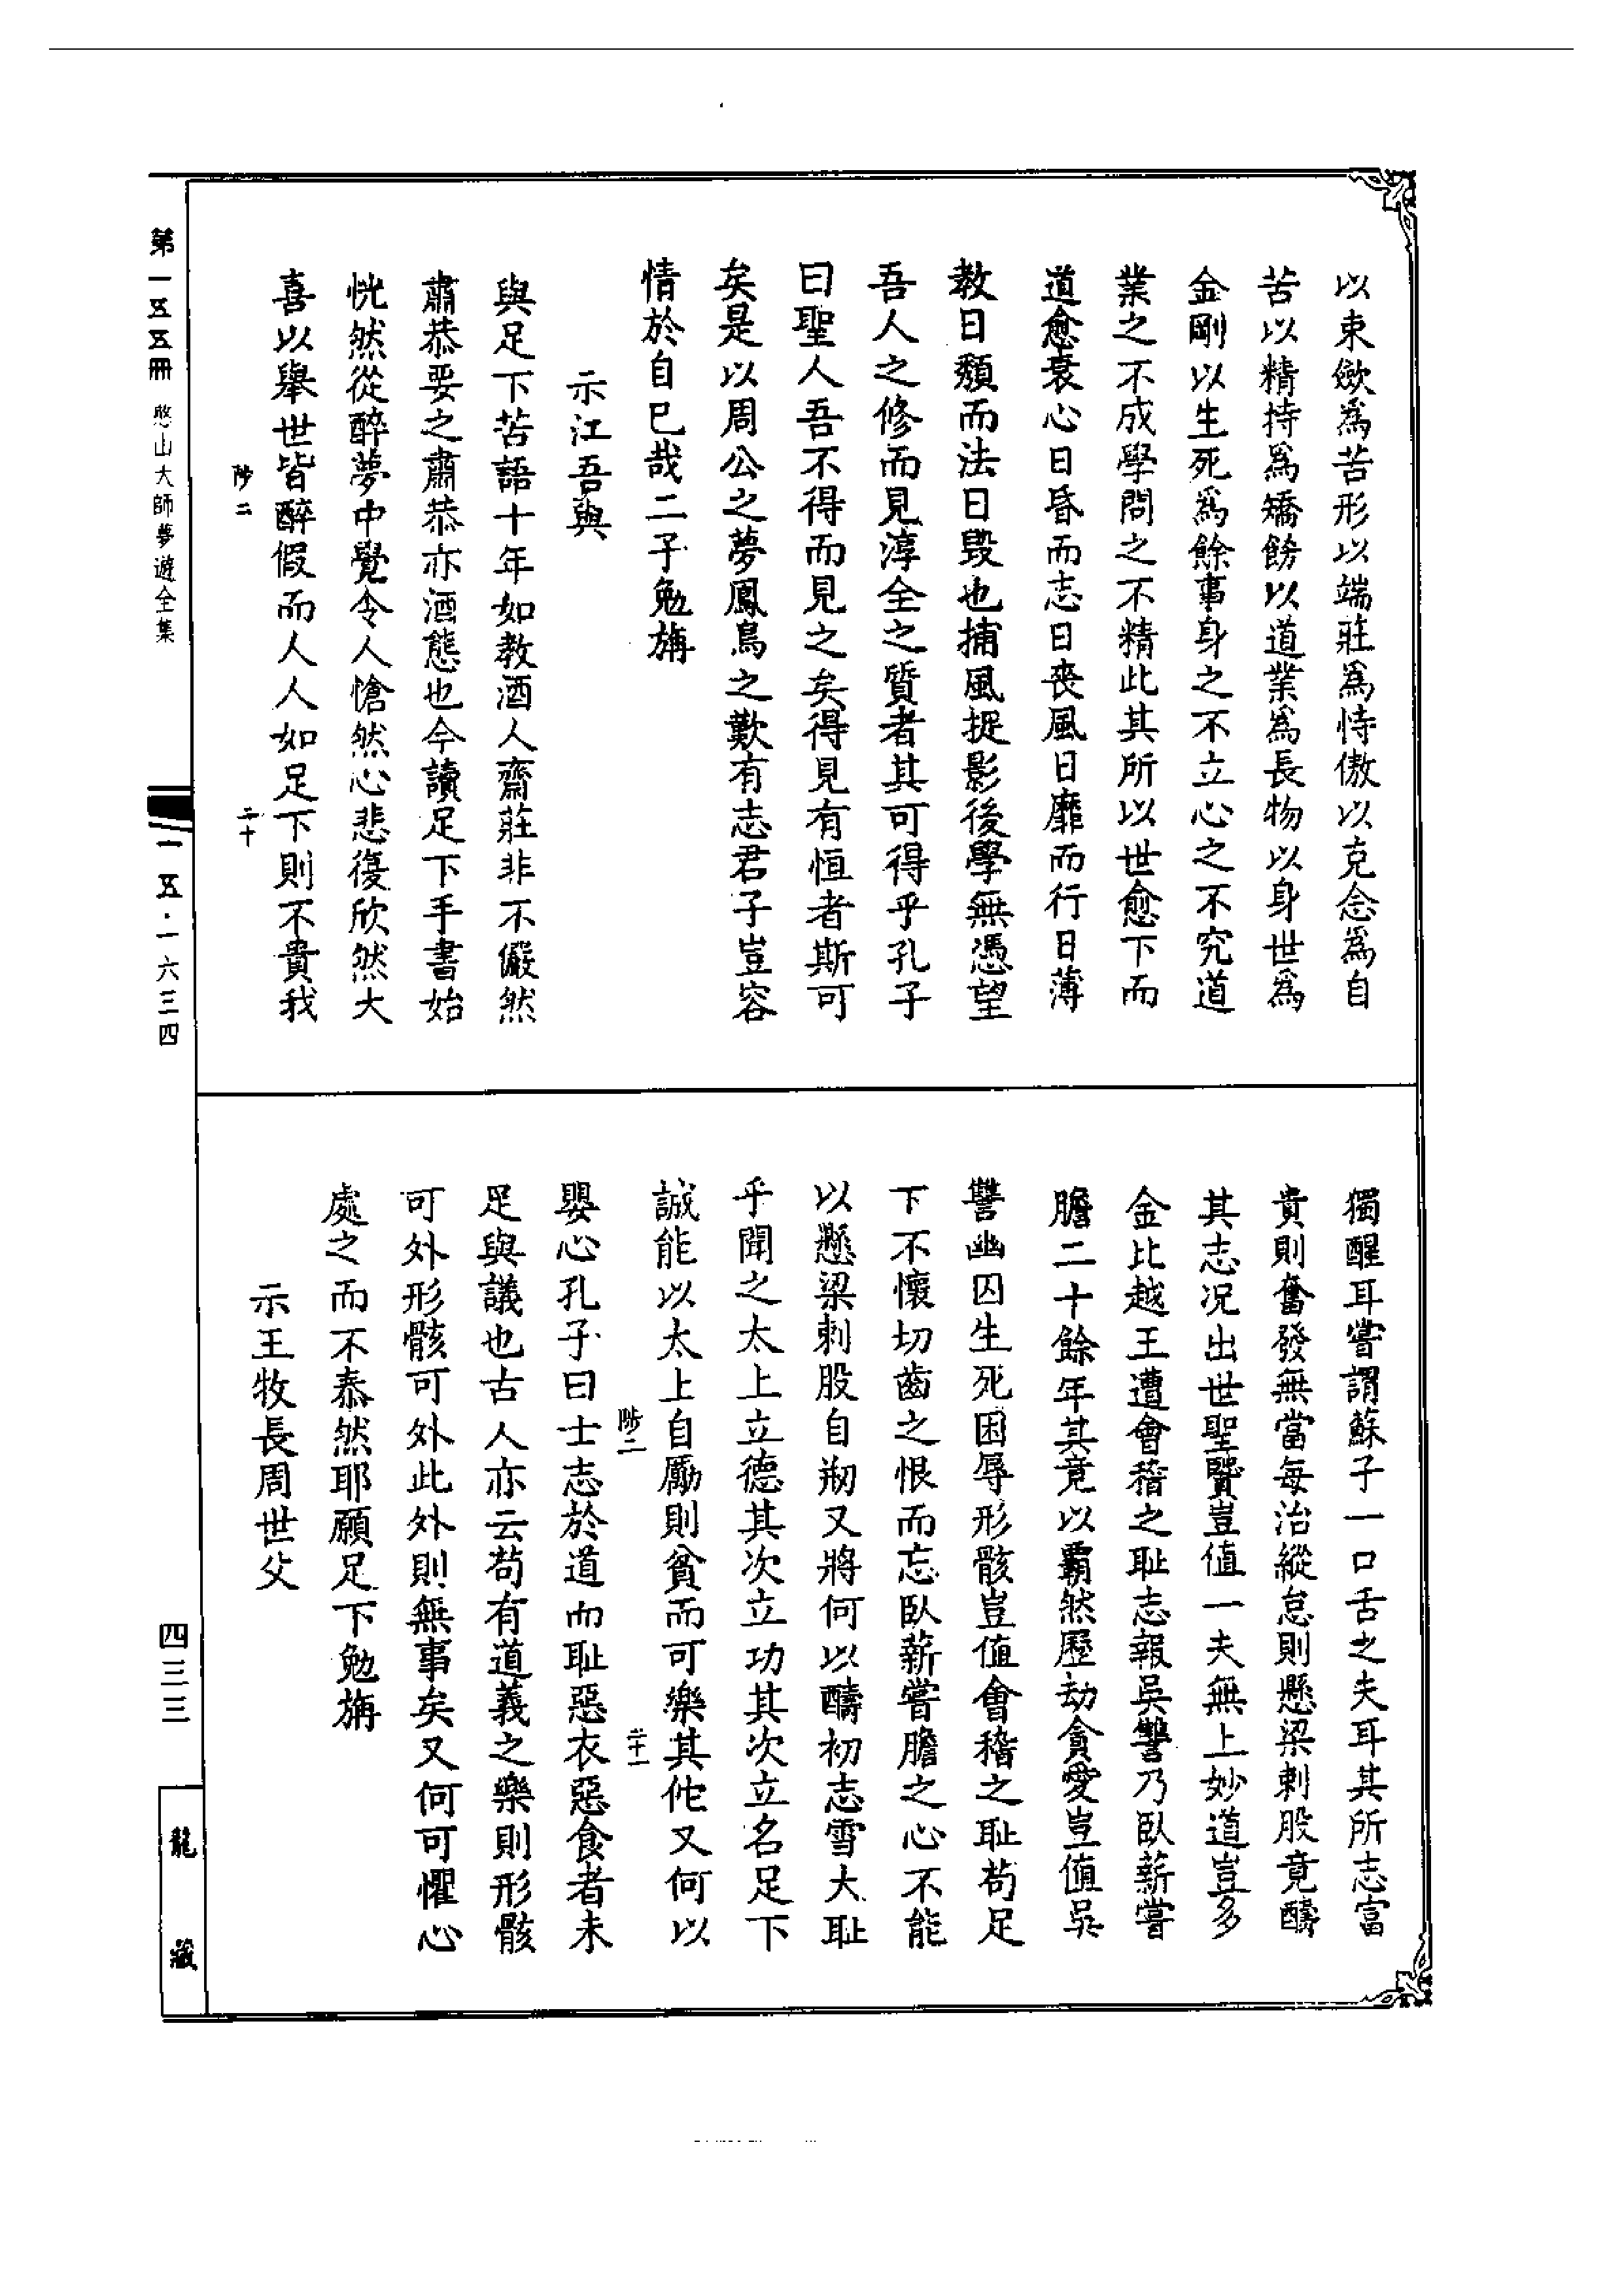 以束歛爲苦形以端莊爲恃傲以克念爲自
苦以精持爲矯餙以道業爲長物以身世爲
金剛以生死爲餘事身之不立心之不究道
業之不成學問之不精此其所以世愈下而
道愈衰心日昏而志日喪風日靡而行日薄
教日頹而法日毀也捕風捉影後學無憑望
吾人之修而見淳全之質者其可得乎孔子
曰聖人吾不得而見之矣得見有恒者斯可
矣是以周公之夢鳳鳥之歎有志君子豈容
情於自巳哉二子勉旃
示江吾與
與足下苦語十年如教酒人齋莊非不儼然
肅恭要之肅恭亦酒態也今讀足下手書始
恍然從醉夢中覺令人愴然心悲復欣然大
喜以舉世皆醉假而人人如足下則不貴我
陟二
二十
獨醒耳嘗謂蘇子一口舌之夫耳其所志富
貴則奮發無當每治縱怠則懸梁刺股竟酬
其志况出世聖賢豈值一夫無上妙道豈多
金比越王遭會稽之耻志報吳讐乃臥薪嘗
膽二十餘年其竟以霸然歷劫貪愛豈值吳
讐幽囚生死困辱形骸豈值會稽之耻茍足
下不懷切齒之恨而忘臥薪嘗膽之心不能
以懸梁刺股自剏又將何以醻初志雪大耻
乎聞之太上立德其次立功其次立名足下
誠能以太上自勵則貧而可樂其佗又何以
陟二
二十一
嬰心孔子曰士志於道而耻惡衣惡食者未
足與議也古人亦云茍有道義之樂則形骸
可外形骸可外此外則無事矣又何可懼心
處之而不泰然耶願足下勉旃
示王牧長周世父
第一五五冊
憨山大師夢遊全集
一五·一六三四
四三三
龍藏